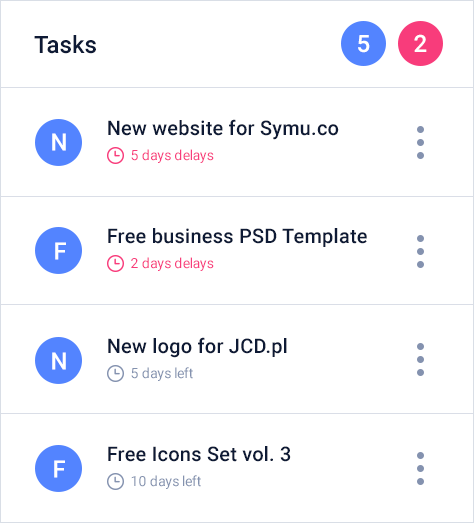 Tasks 5 2
N New website for Symu.co
5 days delays
F Free business PSD Template
2 days delays
N New logo for JCD.pl
5 days left
F Free Icons Set vol. 3
10 days left